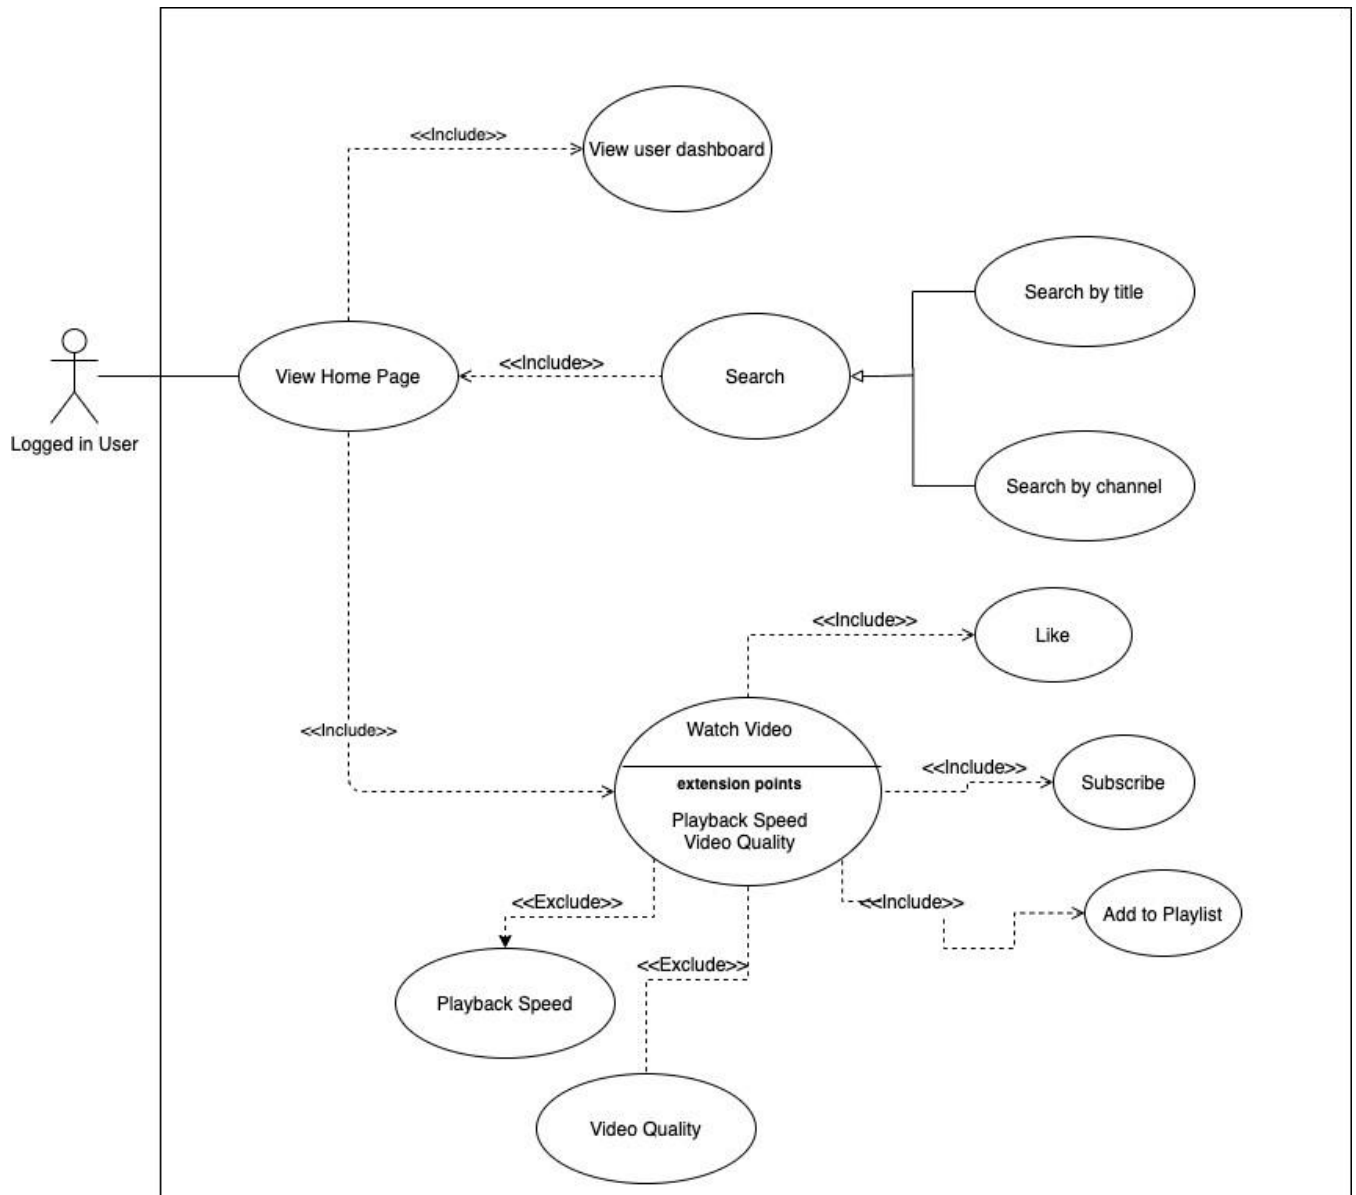 <<Include>>
View user dashboard
Search by title
<<Include>>
View Home Page
Search
Logged in User
Search by channel
<<Include>>
Like
<<Include>>
Watch Video
extension points
Playback Speed
Video Quality
<<Include>>
Subscribe
<<Exclude>>
<<Include>>
Add to Playlist
<<Exclude>>
Playback Speed
Video Quality